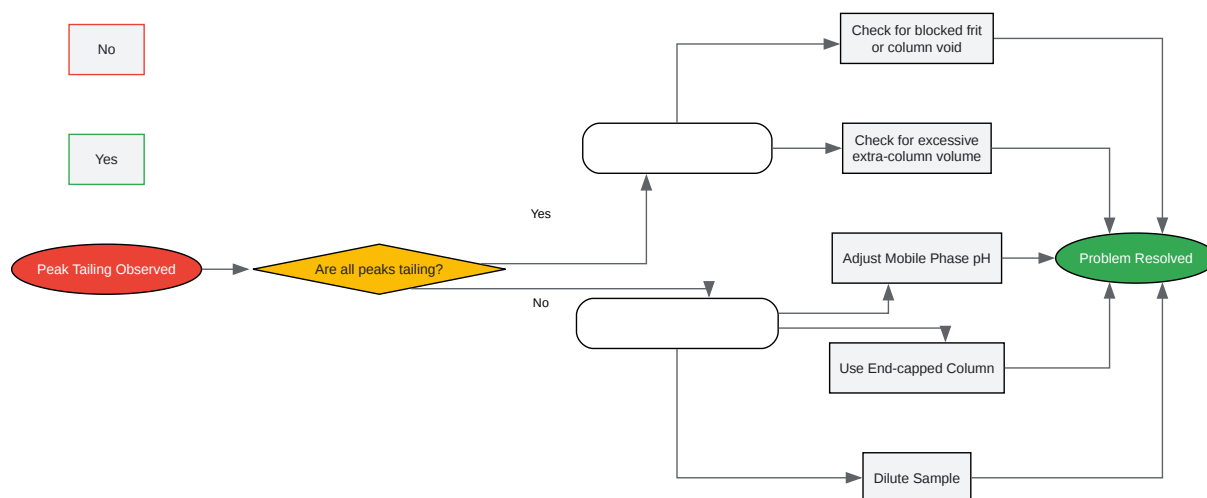 No
Yes
Peak Tailing Observed
Are all peaks tailing?
Yes
No
Check for blocked frit
or column void
Check for excessive
extra-column volume
Adjust Mobile Phase pH
Use End-capped Column
Dilute Sample
Problem Resolved